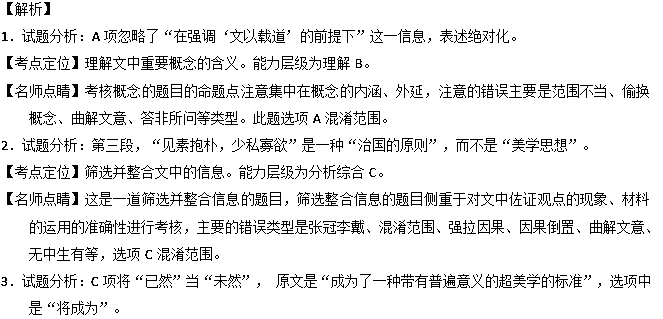 【解析】
1．试题分析：A 项忽略了“在强调‘文以载道’的前提下”这一信息，表述绝对化。
【考点定位】理解文中重要概念的含义。能力层级为理解 B。
【名师点睛】考核概念的题目的命题点注意集中在概念的内涵、外延，注意的错误主要是范围不当、偷换
概念、曲解文意、答非所问等类型。此题选项 A 混淆范围。
2．试题分析：第三段，“见素抱朴，少私寡欲”是一种“治国的原则”，而不是“美学思想”。
【考点定位】筛选并整合文中的信息。能力层级为分析综合 C。
【名师点睛】这是一道筛选并整合信息的题目，筛选整合信息的题目侧重于对文中佐证观点的现象、材料
的运用的准确性进行考核，主要的错误类型是张冠李戴、混淆范围、强拉因果、因果倒置、曲解文意、
无中生有等，选项 C 混淆范围。
3．试题分析：C 项将“已然”当“未然”， 原文是“成为了一种带有普遍意义的超美学的标准”，选项中
是“将成为”。